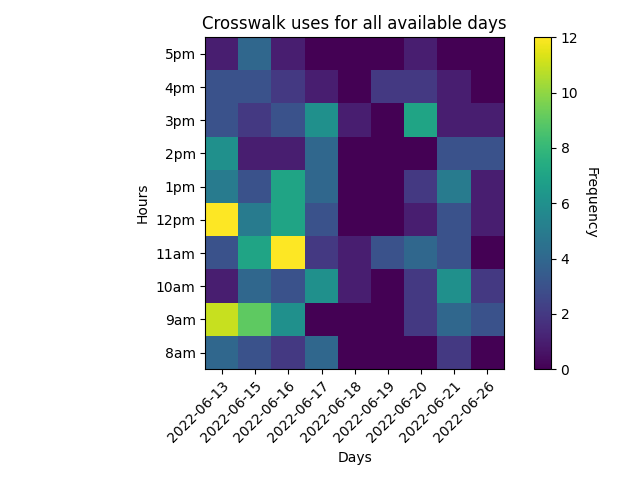 Crosswalk uses for all available days
5pm
4pm
3pm
2pm
1pm
12pm
11am
10am
9am
8am
Hours
2022-06-13
2022-06-15
2022-06-16
2022-06-17
2022-06-18
2022-06-19
2022-06-20
2022-06-21
2022-06-26
Days
12
10
8
6
4
2
0
Frequency